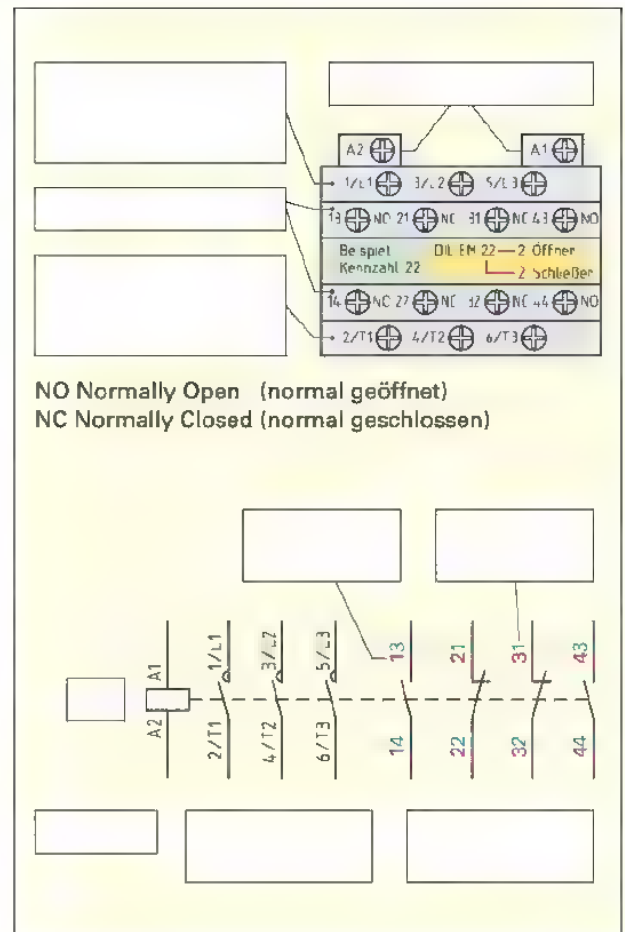 A2 A1
1/L1 3/L2 5/L3
13 NO 21 NC 31 NC 43 NO
Beispiel DIL EM 22 2 Öffner
Kennzahl 22 2 Schließer
14 NO 22 NC 32 NC 44 NO
2/T1 4/T2 6/T3
NO Normally Open (normal geöffnet)
NC Normally Closed (normal geschlossen)
A1 1/L1 3/L2 5/L3 13 21 31 43
A2 2/T1 4/T2 6/T3 14 22 32 44